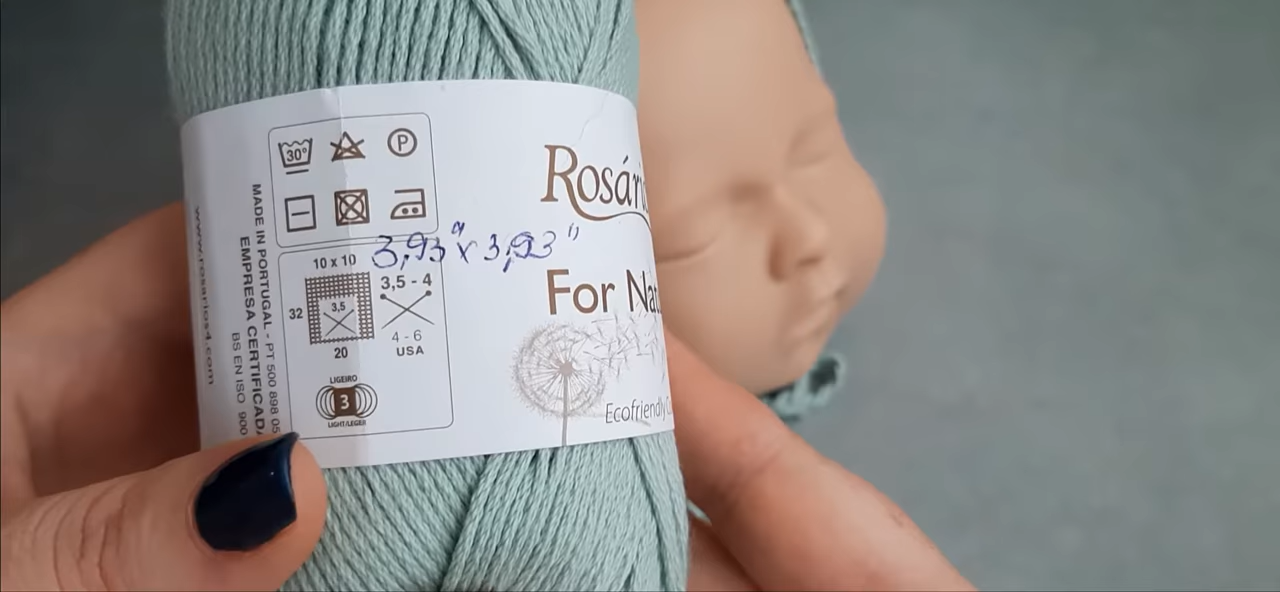 30°
P
3,93" x 3,93"
10 x 10
32
3,5
20
3,5 - 4
4 - 6
USA
LIGEIRO
3
LIGHT/LEGER
MADE IN PORTUGAL - PT 500 898 05
EMPRESA CERTIFICADA
BS EN ISO 900
www.rosarios4.com
Rosári
For Nat
Ecofriendly